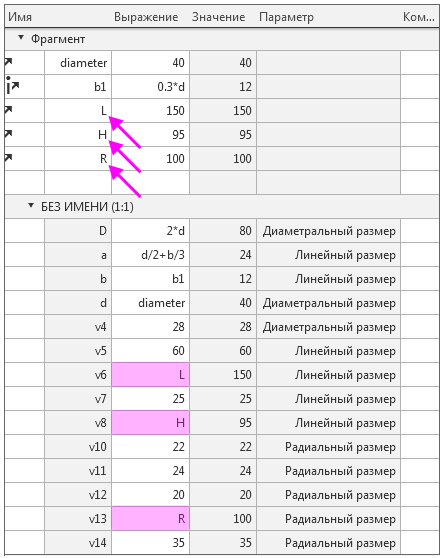 Имя Выражение Значение Параметр Ком...
Фрагмент
diameter 40 40
b1 0.3*d 12
L 150 150
H 95 95
R 100 100
БЕЗ ИМЕНИ (1:1)
D 2*d 80 Диаметральный размер
a d/2+b/3 24 Линейный размер
b b1 12 Линейный размер
d diameter 40 Диаметральный размер
v4 28 28 Диаметральный размер
v5 60 60 Линейный размер
v6 L 150 Линейный размер
v7 25 25 Линейный размер
v8 H 95 Линейный размер
v10 22 22 Радиальный размер
v11 24 24 Радиальный размер
v12 20 20 Радиальный размер
v13 R 100 Радиальный размер
v14 35 35 Радиальный размер